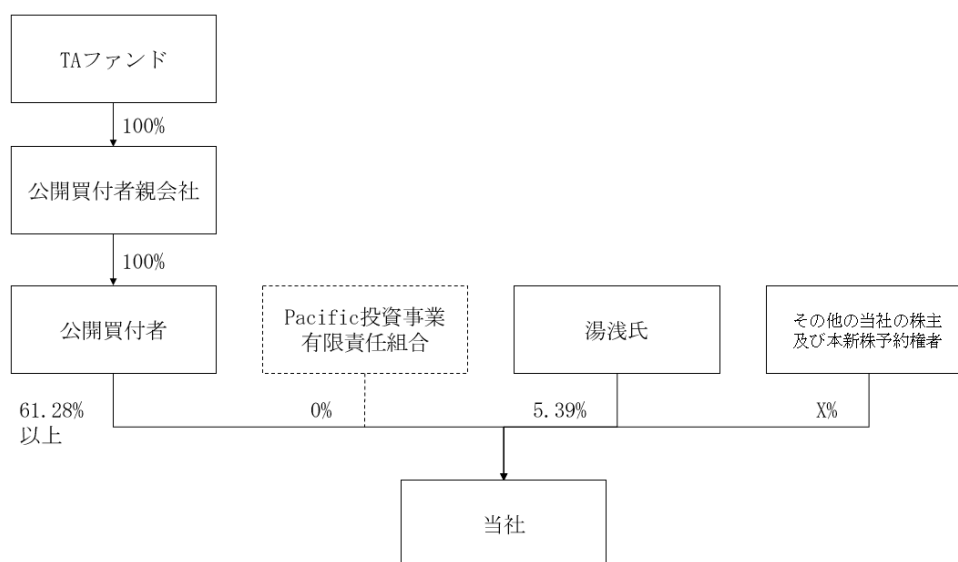 TAファンド
100%
公開買付者親会社
100%
公開買付者
Pacific投資事業
有限責任組合
湯浅氏
その他の当社の株主
及び本新株予約権者
61.28%
以上
0%
5.39%
X%
当社